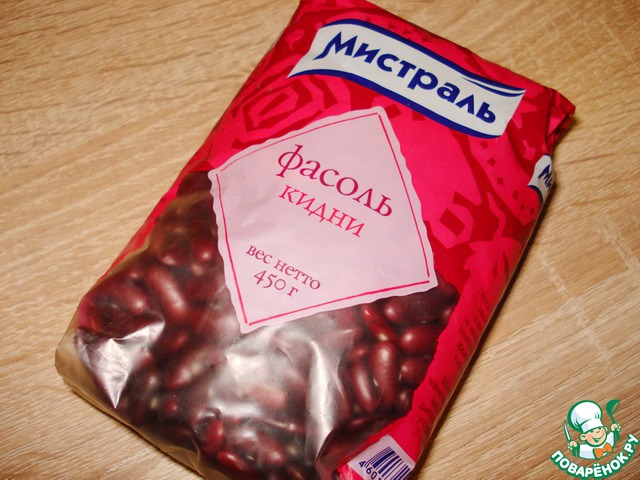 Мистраль
фасоль
кидни
вес нетто
450 г
ПОВАРЁНОК.РУ